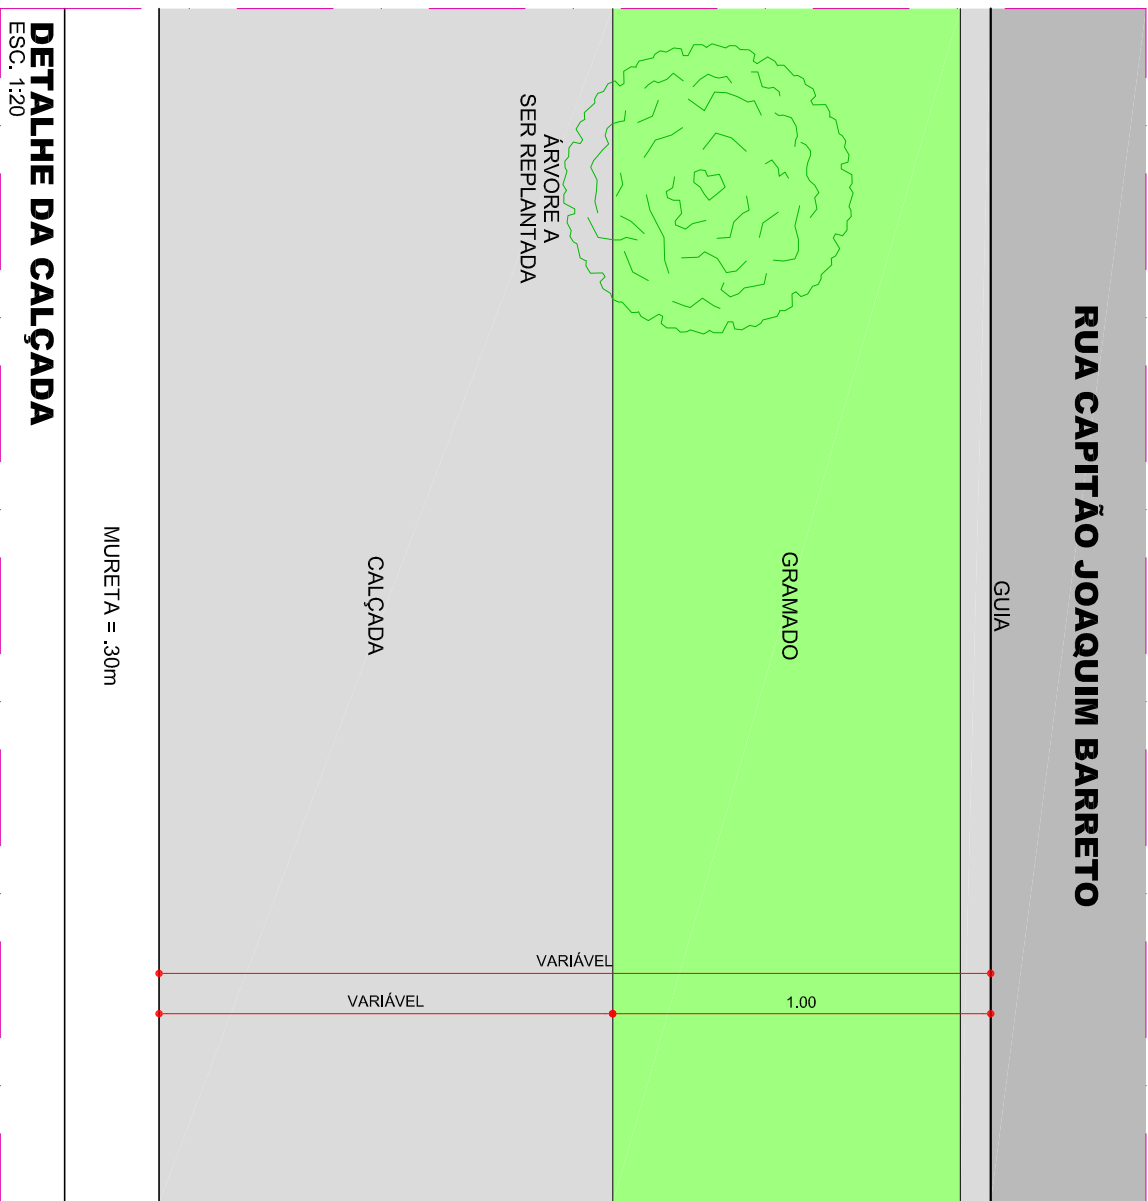 RUA CAPITÃO JOAQUIM BARRETO
GUIA
GRAMADO
ÁRVORE A
SER REPLANTADA
CALÇADA
MURETA = .30m
VARIÁVEL
VARIÁVEL
1.00
DETALHE DA CALÇADA
ESC. 1:20